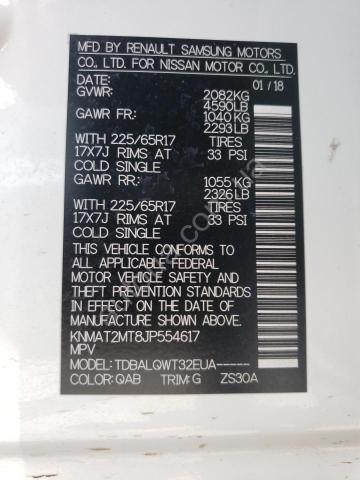 MFD BY RENAULT SAMSUNG MOTORS
CO., LTD. FOR NISSAN MOTOR CO., LTD.
DATE: 01/18
GVWR: 2082KG
4590LB
GAWR FR: 1040KG
2293LB
WITH 225/65R17 TIRES
17X7J RIMS AT 33 PSI
COLD SINGLE
GAWR RR: 1055KG
2326LB
WITH 225/65R17 TIRES
17X7J RIMS AT 33 PSI
COLD SINGLE
THIS VEHICLE CONFORMS TO
ALL APPLICABLE FEDERAL
MOTOR VEHICLE SAFETY AND
THEFT PREVENTION STANDARDS
IN EFFECT ON THE DATE OF
MANUFACTURE SHOWN ABOVE.
KNMAT2MT8JP554617
MPV
MODEL: TDBALQWT32EUA------
COLOR:QAB TRIM:G ZS30A